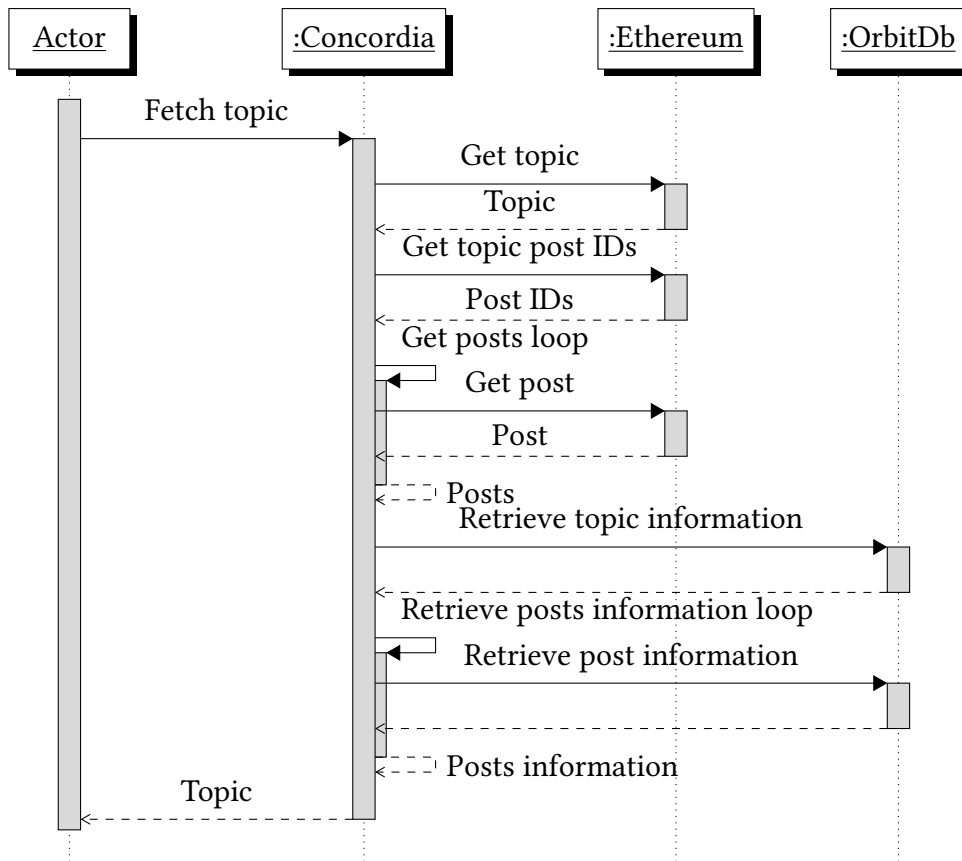 Actor
:Concordia
:Ethereum
:OrbitDb
Fetch topic
Get topic
Topic
Get topic post IDs
Post IDs
Get posts loop
Get post
Post
Posts
Retrieve topic information
Retrieve posts information loop
Retrieve post information
Posts information
Topic